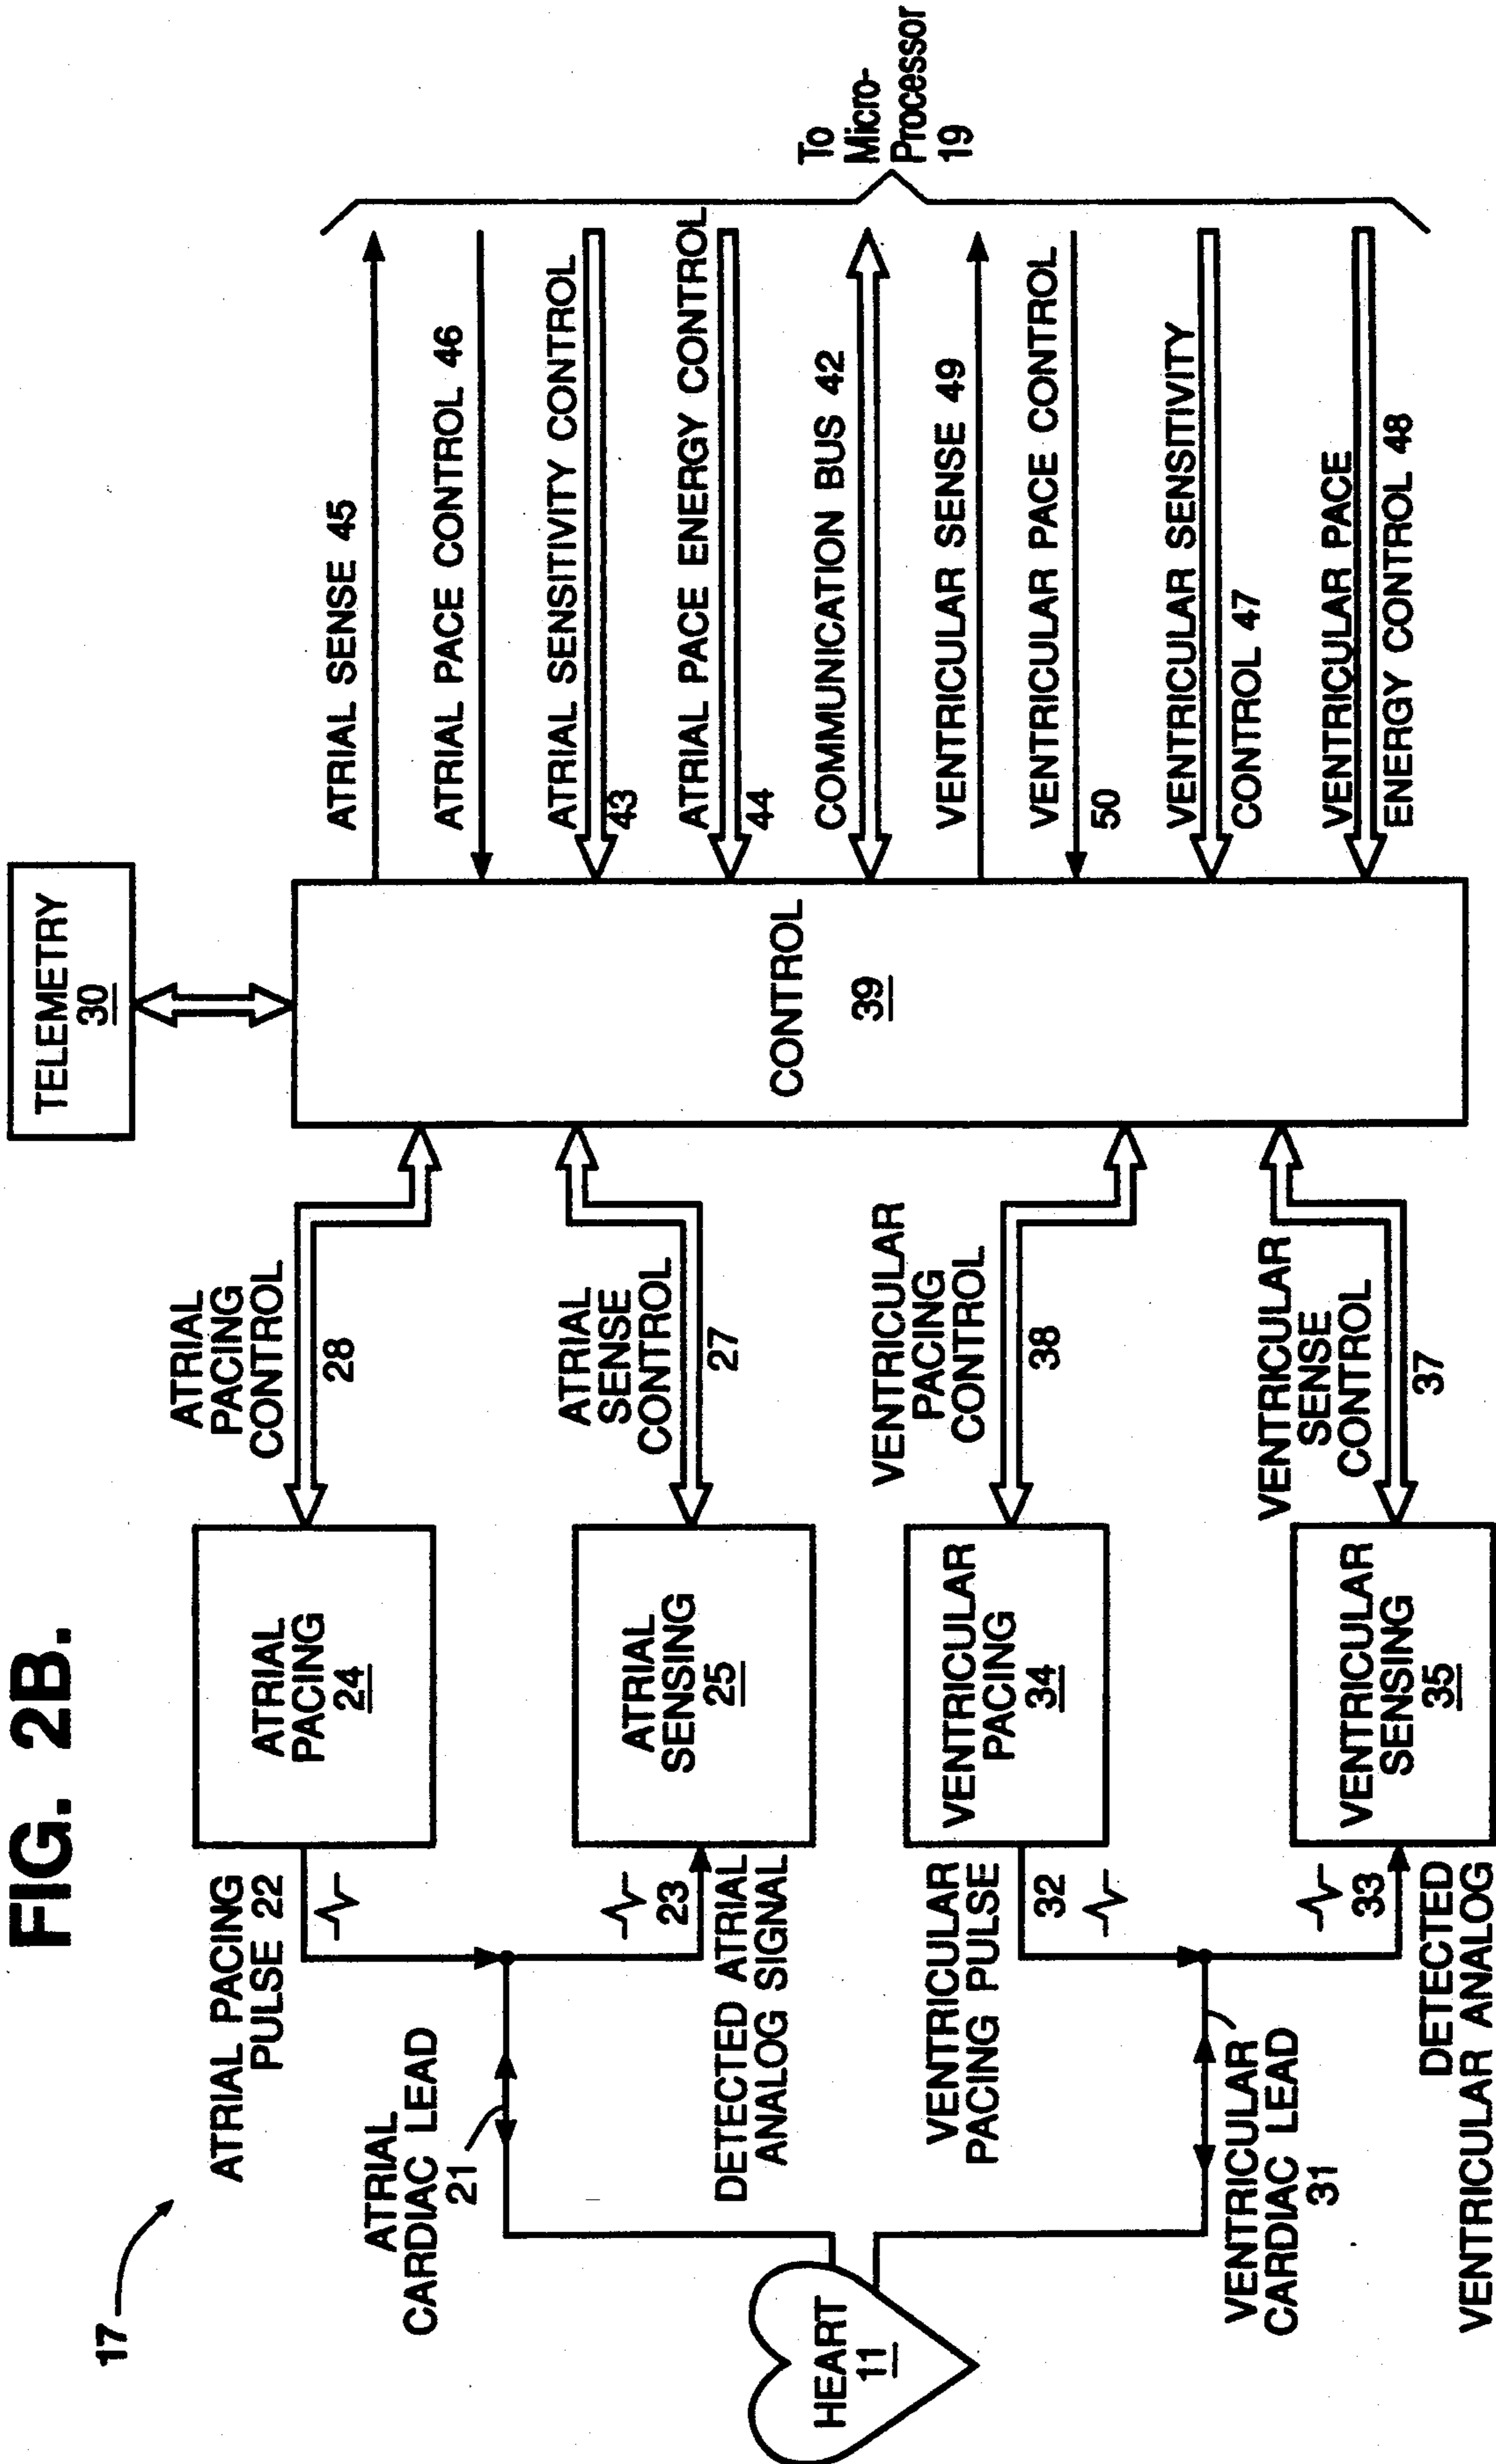 FIG. 2B.
17
TELEMETRY
30
ATRIAL PACING
PULSE 22
ATRIAL
PACING
24
ATRIAL
PACING
CONTROL
28
ATRIAL
CARDIAC LEAD
21
23
DETECTED ATRIAL
ANALOG SIGNAL
ATRIAL
SENSING
25
ATRIAL
SENSE
CONTROL
27
HEART
11
VENTRICULAR
PACING PULSE
32
VENTRICULAR
PACING
34
VENTRICULAR
PACING
CONTROL
38
VENTRICULAR
CARDIAC LEAD
31
33
DETECTED
VENTRICULAR ANALOG
VENTRICULAR
SENSING
35
VENTRICULAR
SENSE
CONTROL
37
CONTROL
39
ATRIAL SENSE 45
ATRIAL PACE CONTROL 46
ATRIAL SENSITIVITY CONTROL
43
ATRIAL PACE ENERGY CONTROL
44
COMMUNICATION BUS 42
VENTRICULAR SENSE 49
VENTRICULAR PACE CONTROL
50
VENTRICULAR SENSITIVITY
CONTROL 47
VENTRICULAR PACE
ENERGY CONTROL 48
To
Micro-
Processor
19